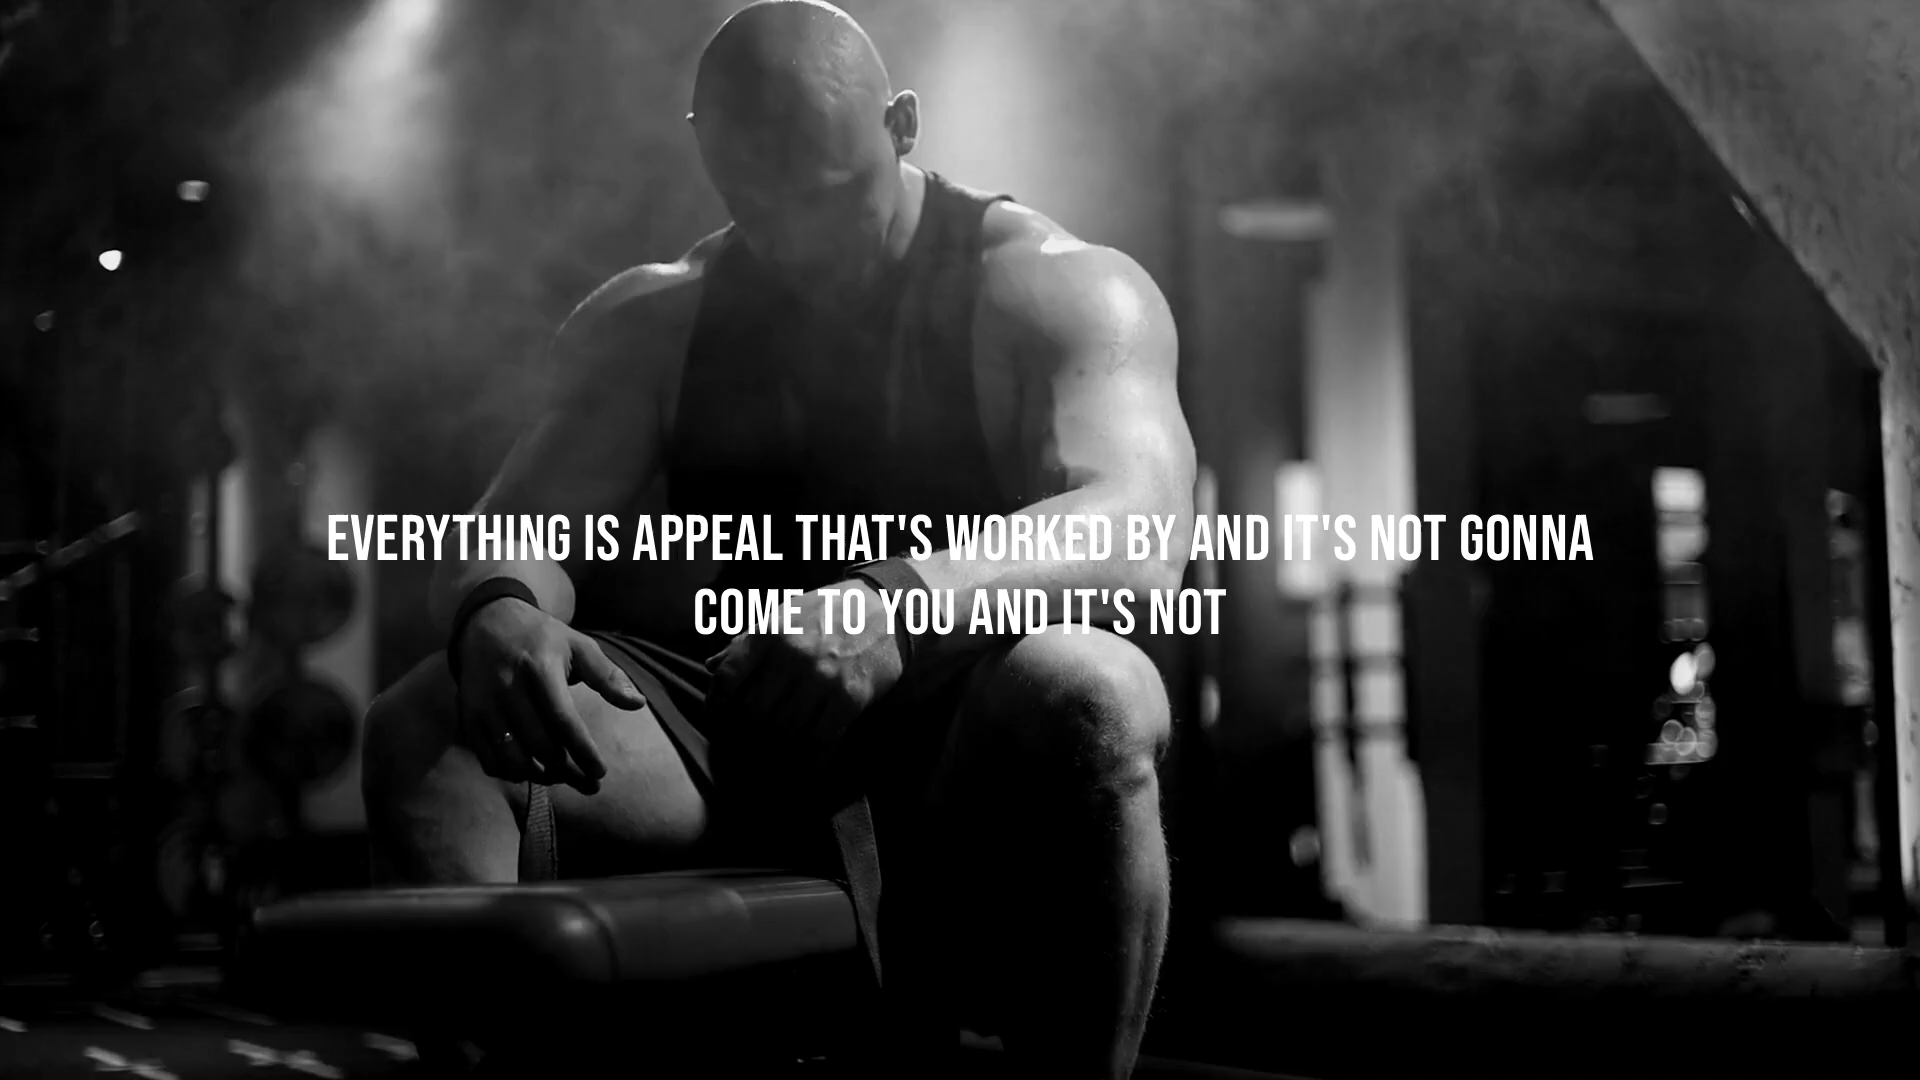 EVERYTHING IS APPEAL THAT'S WORKED BY AND IT'S NOT GONNA
COME TO YOU AND IT'S NOT